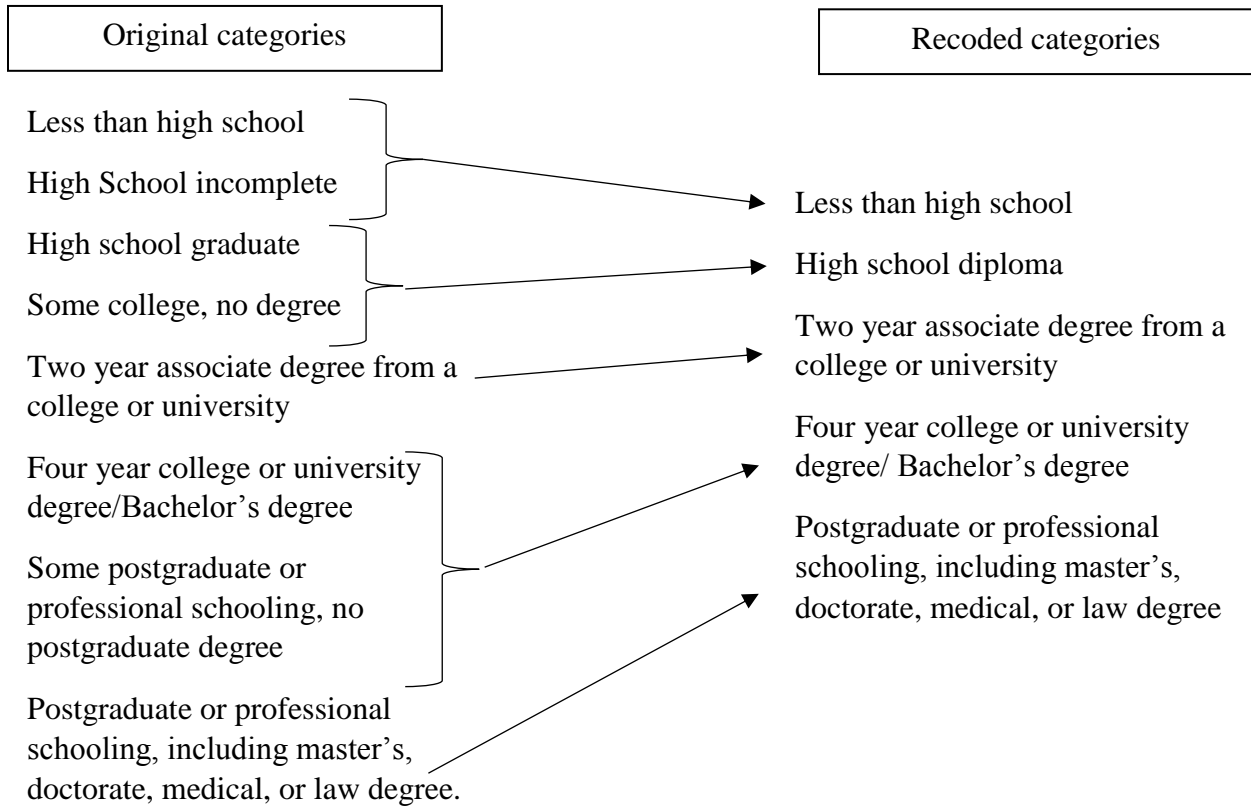 Original categories
Recoded categories
Less than high school
High School incomplete
High school graduate
Some college, no degree
Two year associate degree from a
college or university
Four year college or university
degree/Bachelor’s degree
Some postgraduate or
professional schooling, no
postgraduate degree
Postgraduate or professional
schooling, including master’s,
doctorate, medical, or law degree.
Less than high school
High school diploma
Two year associate degree from a
college or university
Four year college or university
degree/ Bachelor’s degree
Postgraduate or professional
schooling, including master’s,
doctorate, medical, or law degree